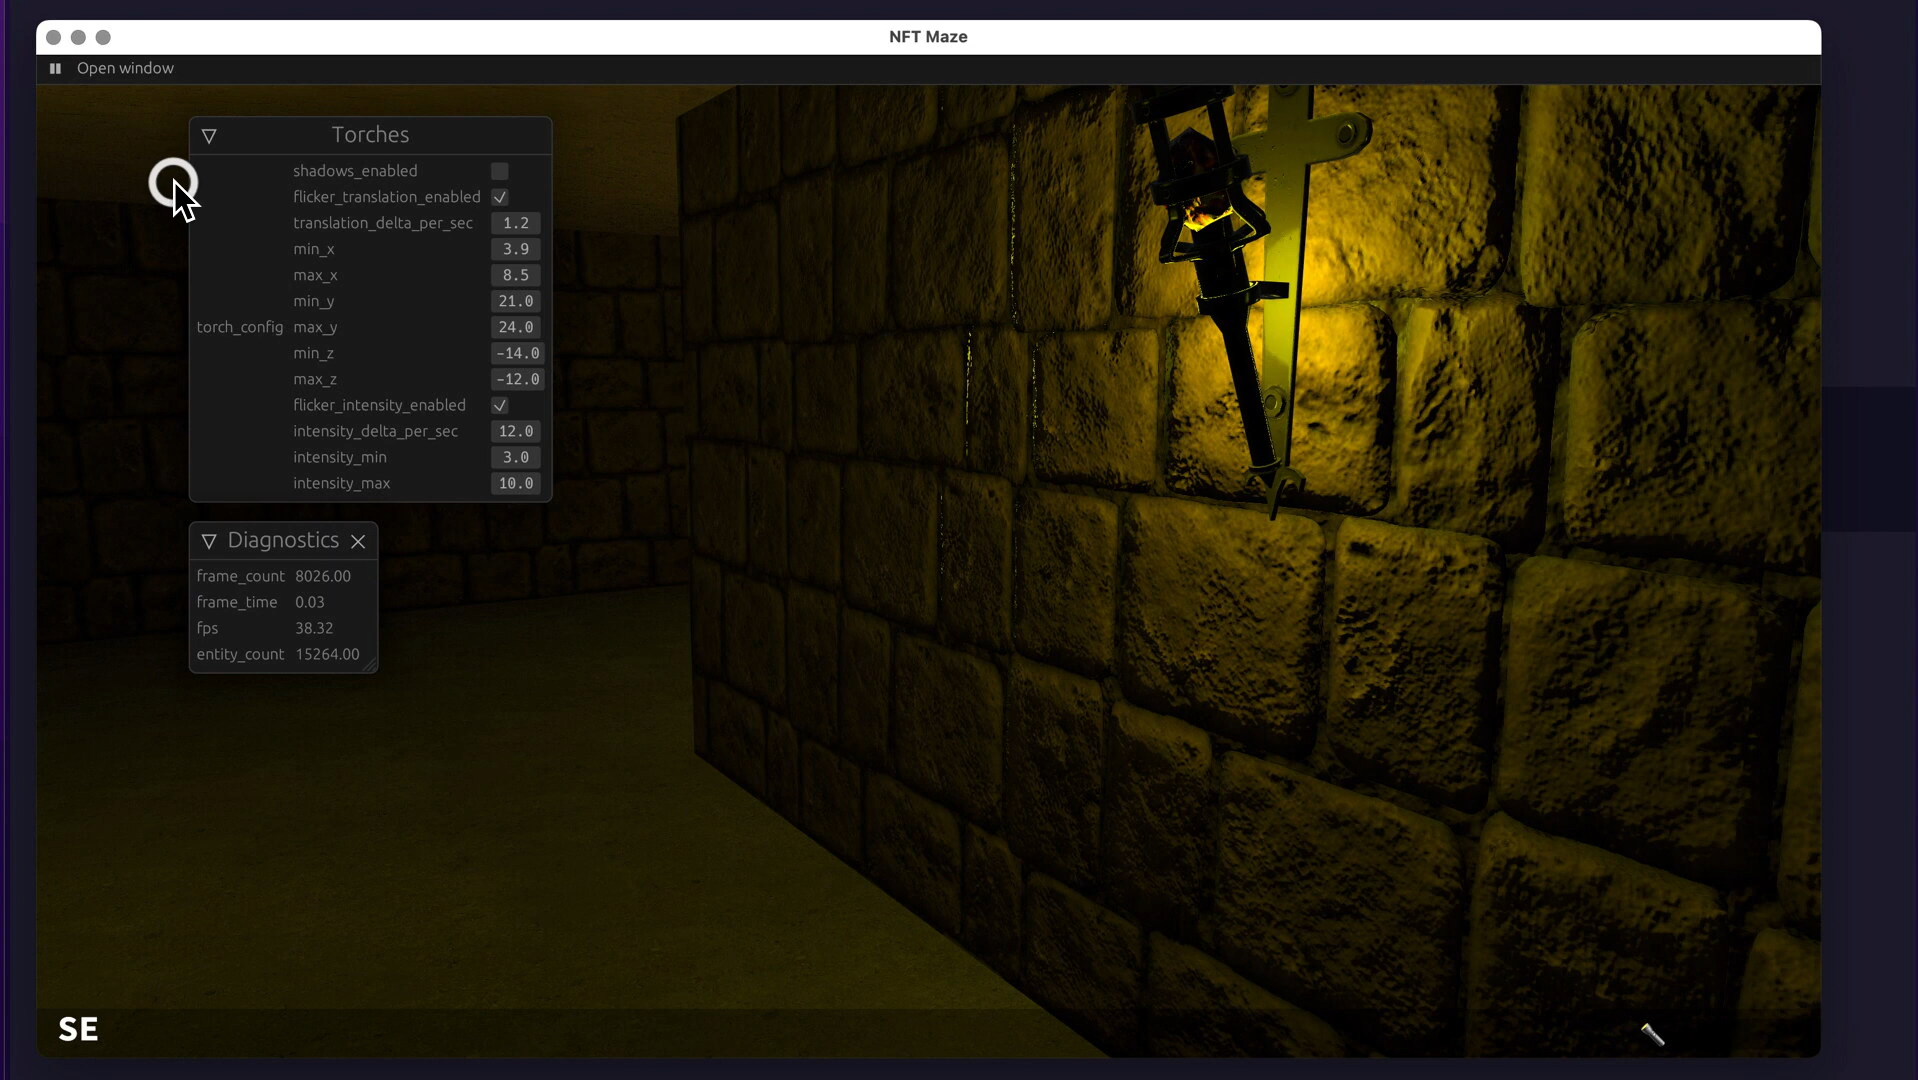 NFT Maze
Open window
Torches
shadows_enabled
flicker_translation_enabled
translation_delta_per_sec 1.2
min_x 3.9
max_x 8.5
min_y 21.0
torch_config max_y 24.0
min_z -14.0
max_z -12.0
flicker_intensity_enabled
intensity_delta_per_sec 12.0
intensity_min 3.0
intensity_max 10.0
Diagnostics
frame_count 8026.00
frame_time 0.03
fps 38.32
entity_count 15264.00
SE